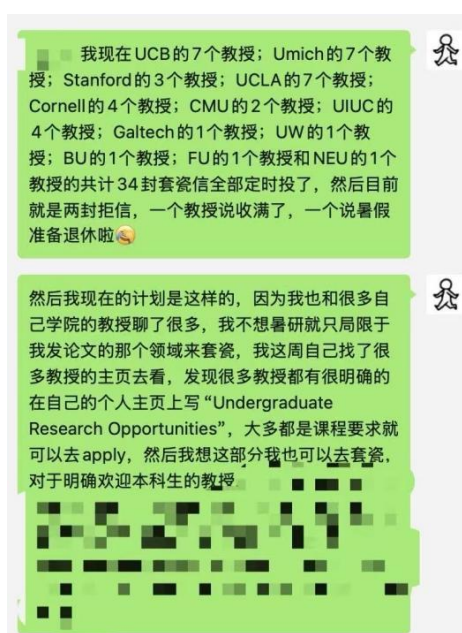 我现在UCB的7个教授；Umich的7个教
授；Stanford的3个教授；UCLA的7个教授；
Cornell的4个教授；CMU的2个教授；UIUC的
4个教授；Galtech的1个教授；UW的1个教
授；BU的1个教授；FU的1个教授和NEU的1个
教授的共计34封套瓷信全部定时投了，然后目前
就是两封拒信，一个教授说收满了，一个说暑假
准备退休啦
然后我现在的计划是这样的，因为我也和很多自
己学院的教授聊了很多，我不想暑研就只局限于
我发论文的那个领域来套瓷，我这周自己找了很
多教授的主页去看，发现很多教授都有很明确的
在自己的个人主页上写“Undergraduate
Research Opportunities”，大多都是课程要求就
可以去apply，然后我想这部分我也可以去套瓷，
对于明确欢迎本科生的教授